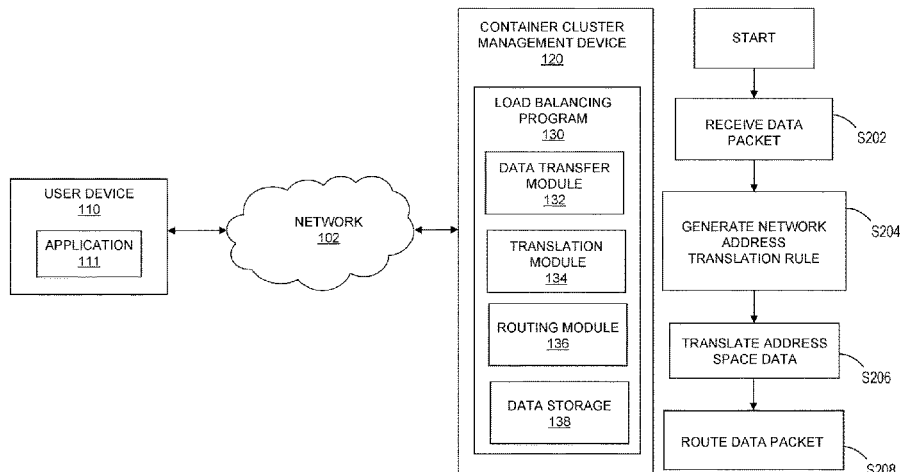 USER DEVICE
110
APPLICATION
111
NETWORK
102
CONTAINER CLUSTER
MANAGEMENT DEVICE
120
LOAD BALANCING
PROGRAM
130
DATA TRANSFER
MODULE
132
TRANSLATION
MODULE
134
ROUTING MODULE
136
DATA STORAGE
138
START
RECEIVE DATA
PACKET
S202
GENERATE NETWORK
ADDRESS
TRANSLATION RULE
S204
TRANSLATE ADDRESS
SPACE DATA
S206
ROUTE DATA PACKET
S208